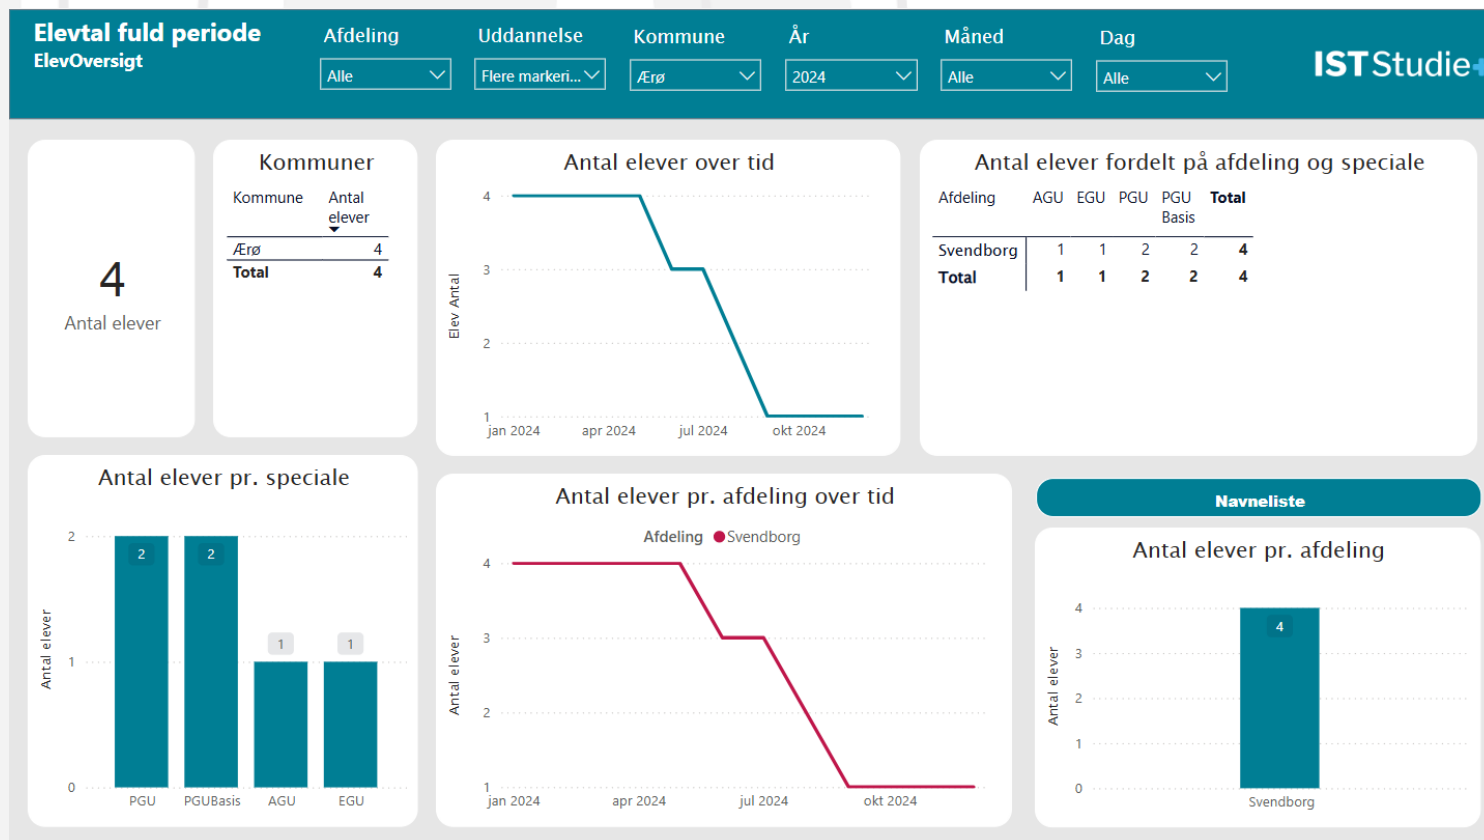 Elevtal fuld periode
ElevOversigt
Afdeling
Alle
Uddannelse
Flere markeri...
Kommune
Ærø
År
2024
Måned
Alle
Dag
Alle
IST Studie+
4
Antal elever
Kommuner
Kommune Antal elever
Ærø 4
Total 4
Antal elever over tid
Elev Antal
4
3
2
1
jan 2024 apr 2024 jul 2024 okt 2024
Antal elever fordelt på afdeling og speciale
Afdeling AGU EGU PGU PGU Basis Total
Svendborg 1 1 2 2 4
Total 1 1 2 2 4
Antal elever pr. speciale
Antal elever
2
1
0
2 2 1 1
PGU PGUBasis AGU EGU
Antal elever pr. afdeling over tid
Afdeling Svendborg
Antal elever
4
3
2
1
jan 2024 apr 2024 jul 2024 okt 2024
Navneliste
Antal elever pr. afdeling
Antal elever
4
3
2
1
0
4
Svendborg